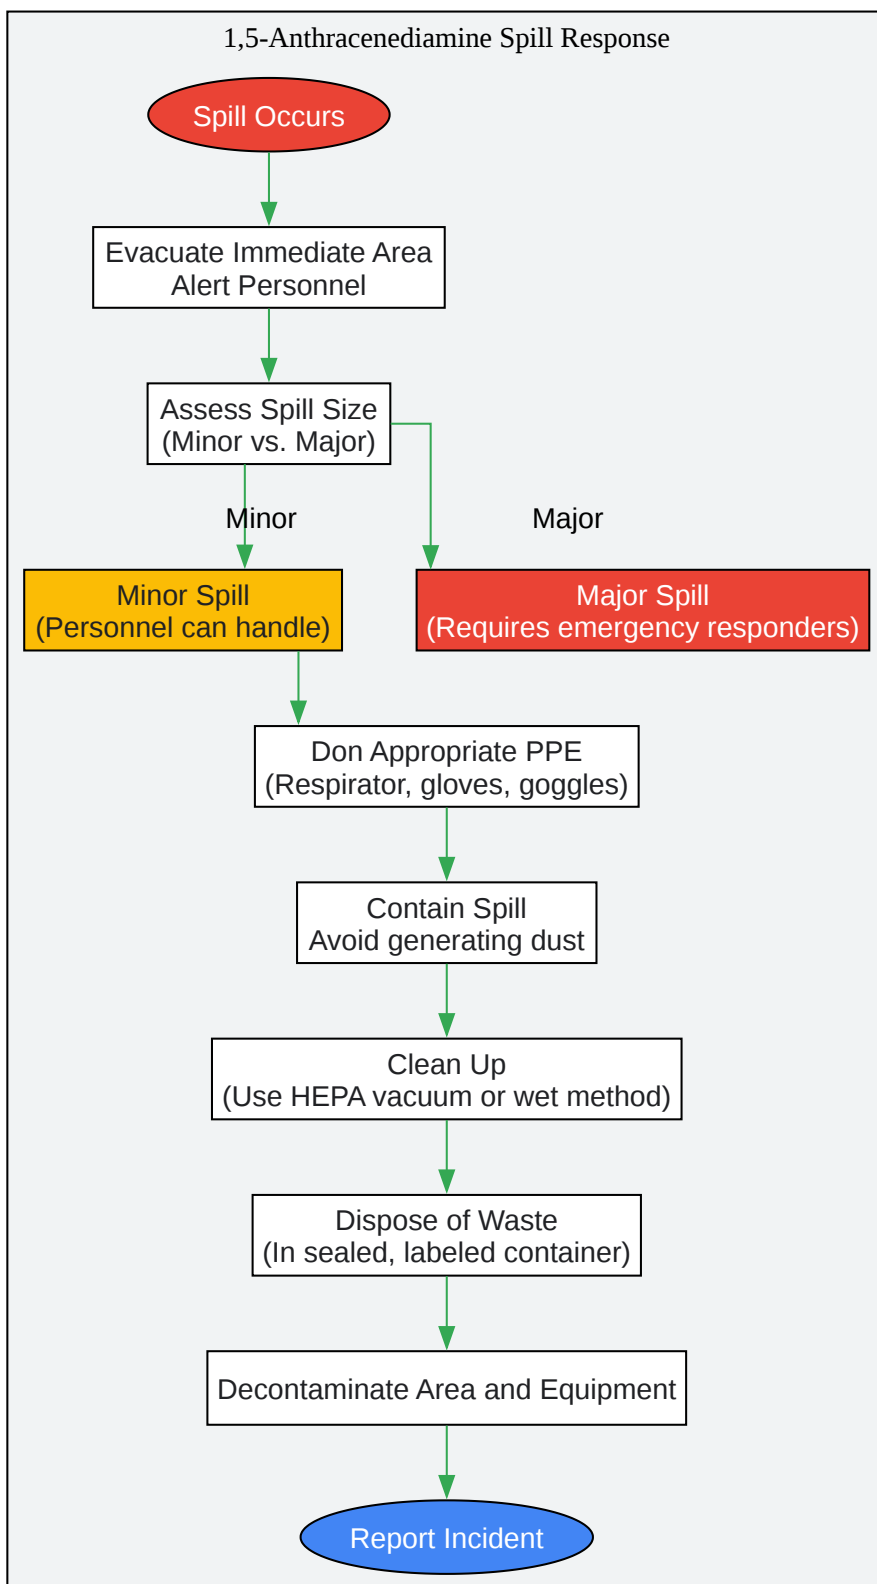 1,5-Anthracenediamine Spill Response
Spill Occurs
Evacuate Immediate Area
Alert Personnel
Assess Spill Size
(Minor vs. Major)
Minor
Major
Minor Spill
(Personnel can handle)
Major Spill
(Requires emergency responders)
Don Appropriate PPE
(Respirator, gloves, goggles)
Contain Spill
Avoid generating dust
Clean Up
(Use HEPA vacuum or wet method)
Dispose of Waste
(In sealed, labeled container)
Decontaminate Area and Equipment
Report Incident